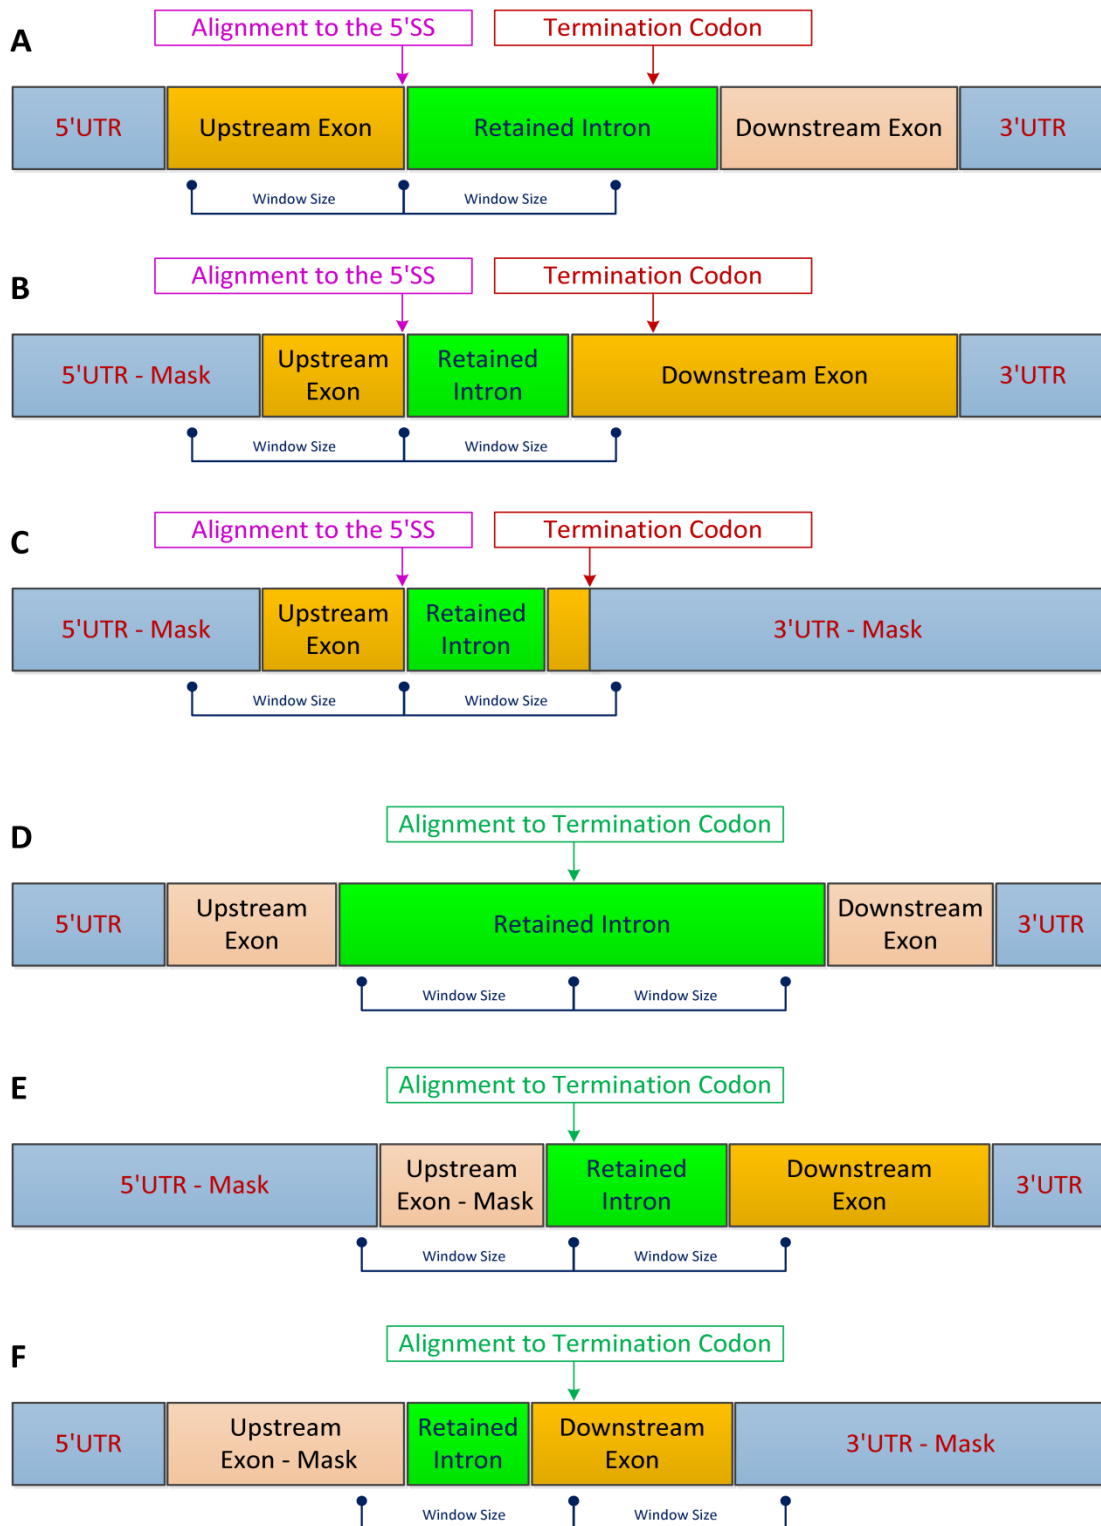 A
Alignment to the 5'SS
Termination Codon
5'UTR
Upstream Exon
Retained Intron
Downstream Exon
3'UTR
Window Size
Window Size
B
Alignment to the 5'SS
Termination Codon
5'UTR - Mask
Upstream
Exon
Retained
Intron
Downstream Exon
3'UTR
Window Size
Window Size
C
Alignment to the 5'SS
Termination Codon
5'UTR - Mask
Upstream
Exon
Retained
Intron
3'UTR - Mask
Window Size
Window Size
D
Alignment to Termination Codon
5'UTR
Upstream
Exon
Retained Intron
Downstream
Exon
3'UTR
Window Size
Window Size
E
Alignment to Termination Codon
5'UTR - Mask
Upstream
Exon - Mask
Retained
Intron
Downstream
Exon
3'UTR
Window Size
Window Size
F
Alignment to Termination Codon
5'UTR
Upstream
Exon - Mask
Retained
Intron
Downstream
Exon
3'UTR - Mask
Window Size
Window Size